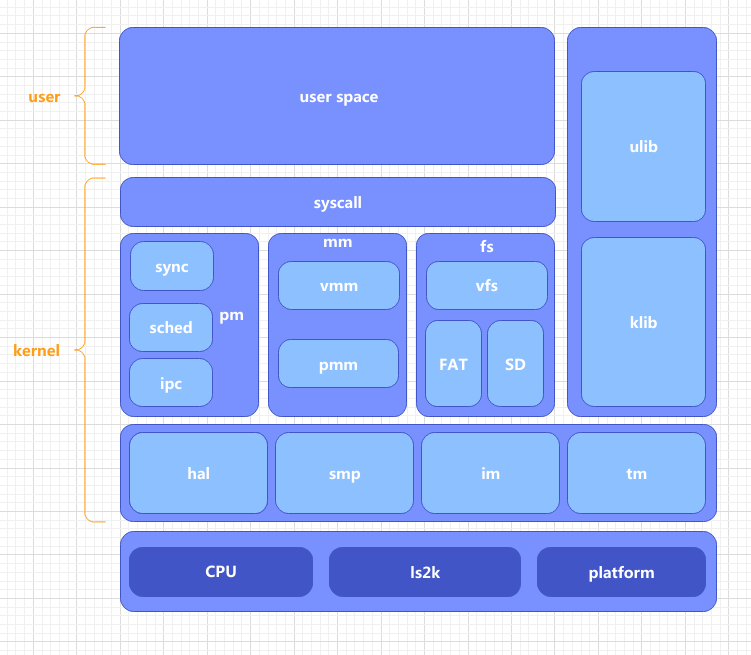 user
user space
ulib
kernel
syscall
sync
sched
ipc
pm
mm
vmm
pmm
fs
vfs
FAT
SD
klib
hal
smp
im
tm
CPU
ls2k
platform